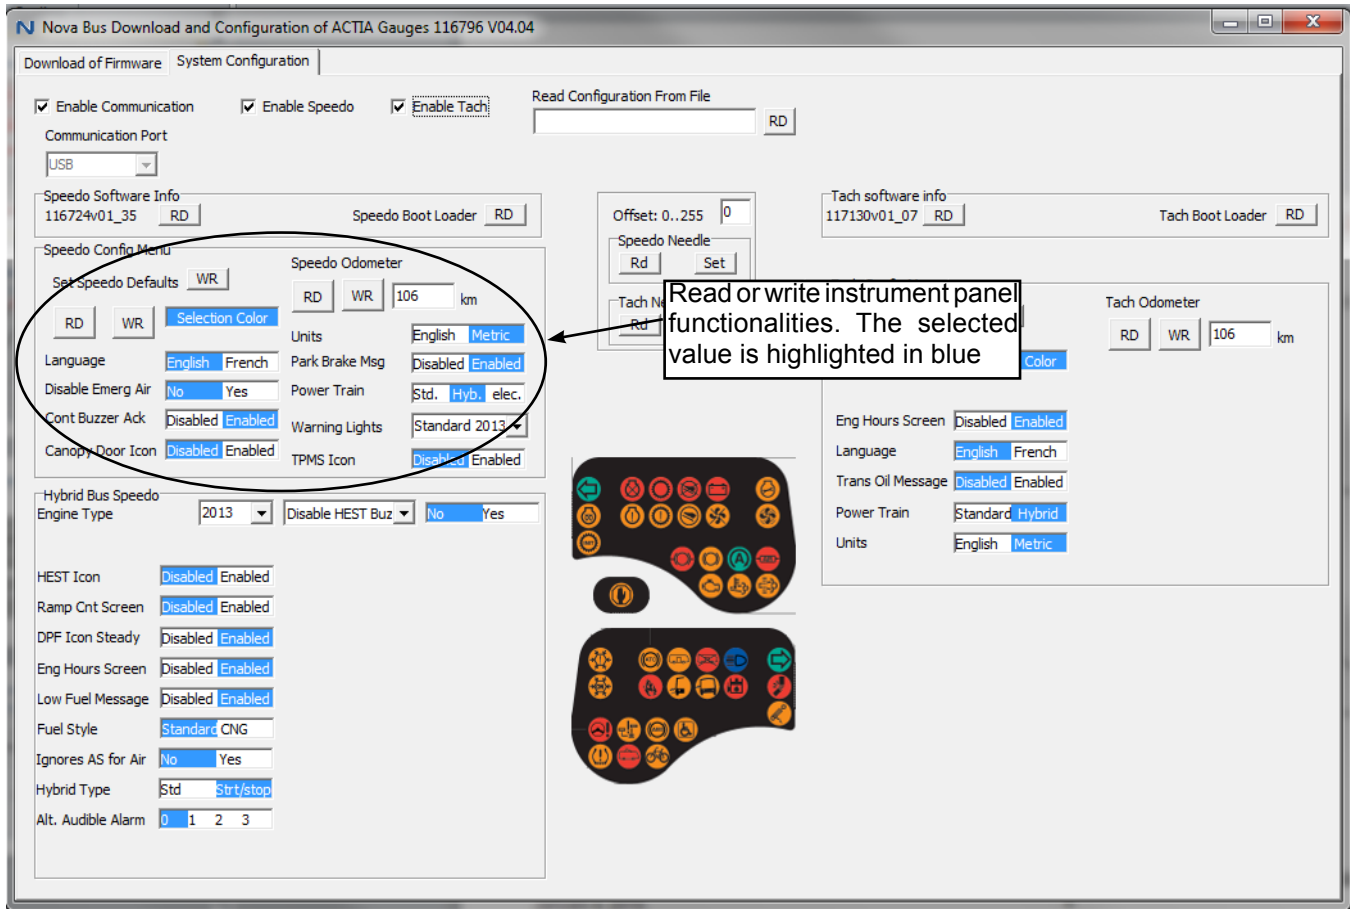 Nova Bus Download and Configuration of ACTIA Gauges 116796 V04.04
Download of Firmware System Configuration
Enable Communication Enable Speedo Enable Tach
Read Configuration From File
RD
Communication Port
USB
Speedo Software Info
116724v01_35 RD Speedo Boot Loader RD
Offset: 0..255 0
Tach software info
117130v01_07 RD Tach Boot Loader RD
Speedo Config Menu
Set Speedo Defaults WR
Speedo Odometer
RD WR 106 km
RD WR Selection Color
Units English Metric
Language English French
Park Brake Msg Disabled Enabled
Disable Emerg Air No Yes
Power Train Std. Hyb. elec.
Cont Buzzer Ack Disabled Enabled
Warning Lights Standard 2013
Canopy Door Icon Disabled Enabled
TPMS Icon Disabled Enabled
Speedo Needle
Rd Set
Tach Ne
Rd
Read or write instrument panel
functionalities. The selected
value is highlighted in blue
Color
Tach Odometer
RD WR 106 km
Eng Hours Screen Disabled Enabled
Language English French
Trans Oil Message Disabled Enabled
Power Train Standard Hybrid
Units English Metric
Hybrid Bus Speedo
Engine Type 2013 Disable HEST Buz No Yes
HEST Icon Disabled Enabled
Ramp Cnt Screen Disabled Enabled
DPF Icon Steady Disabled Enabled
Eng Hours Screen Disabled Enabled
Low Fuel Message Disabled Enabled
Fuel Style Standard CNG
Ignores AS for Air No Yes
Hybrid Type Std Strt/stop
Alt. Audible Alarm 0 1 2 3